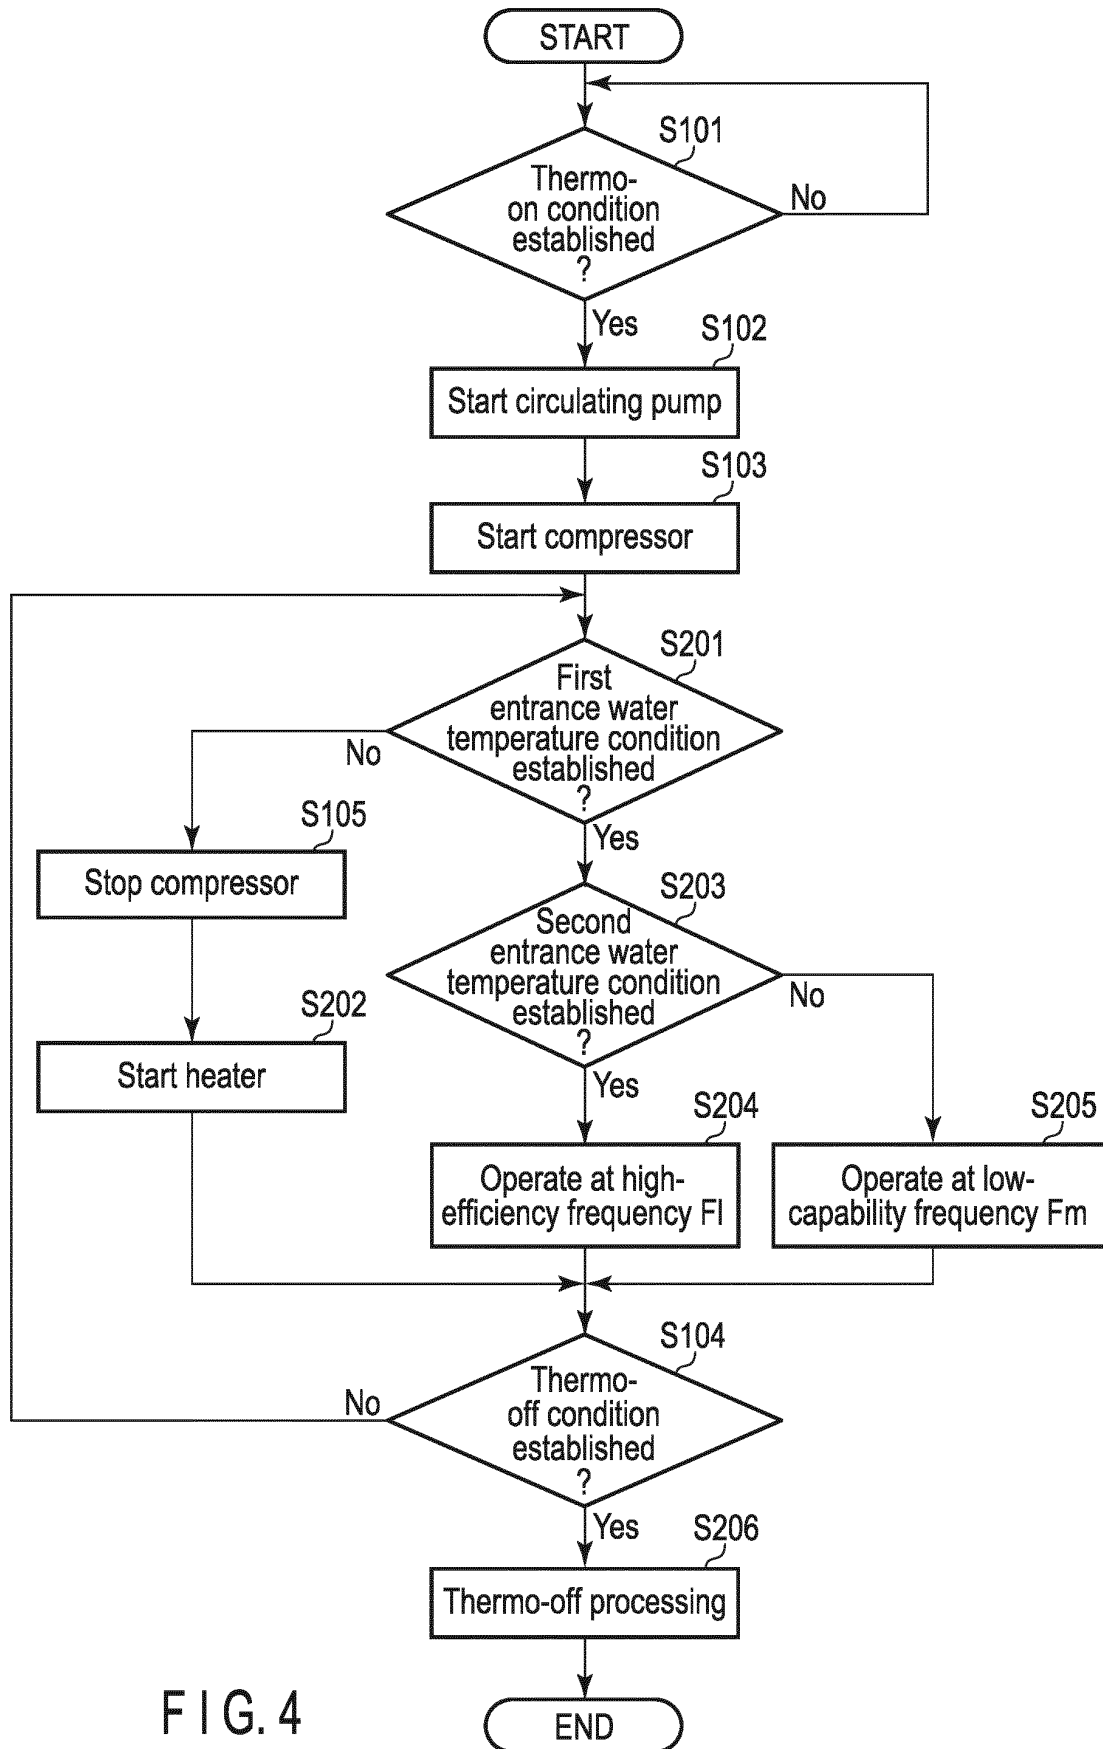 START
S101
Thermo-
on condition
established
?
No
Yes
S102
Start circulating pump
S103
Start compressor
S201
First
entrance water
temperature condition
established
?
No
Yes
S105
Stop compressor
S203
Second
entrance water
temperature condition
established
?
No
Yes
S202
Start heater
S204
Operate at high-
efficiency frequency Fl
S205
Operate at low-
capability frequency Fm
S104
Thermo-
off condition
established
?
No
Yes
S206
Thermo-off processing
END
FIG. 4